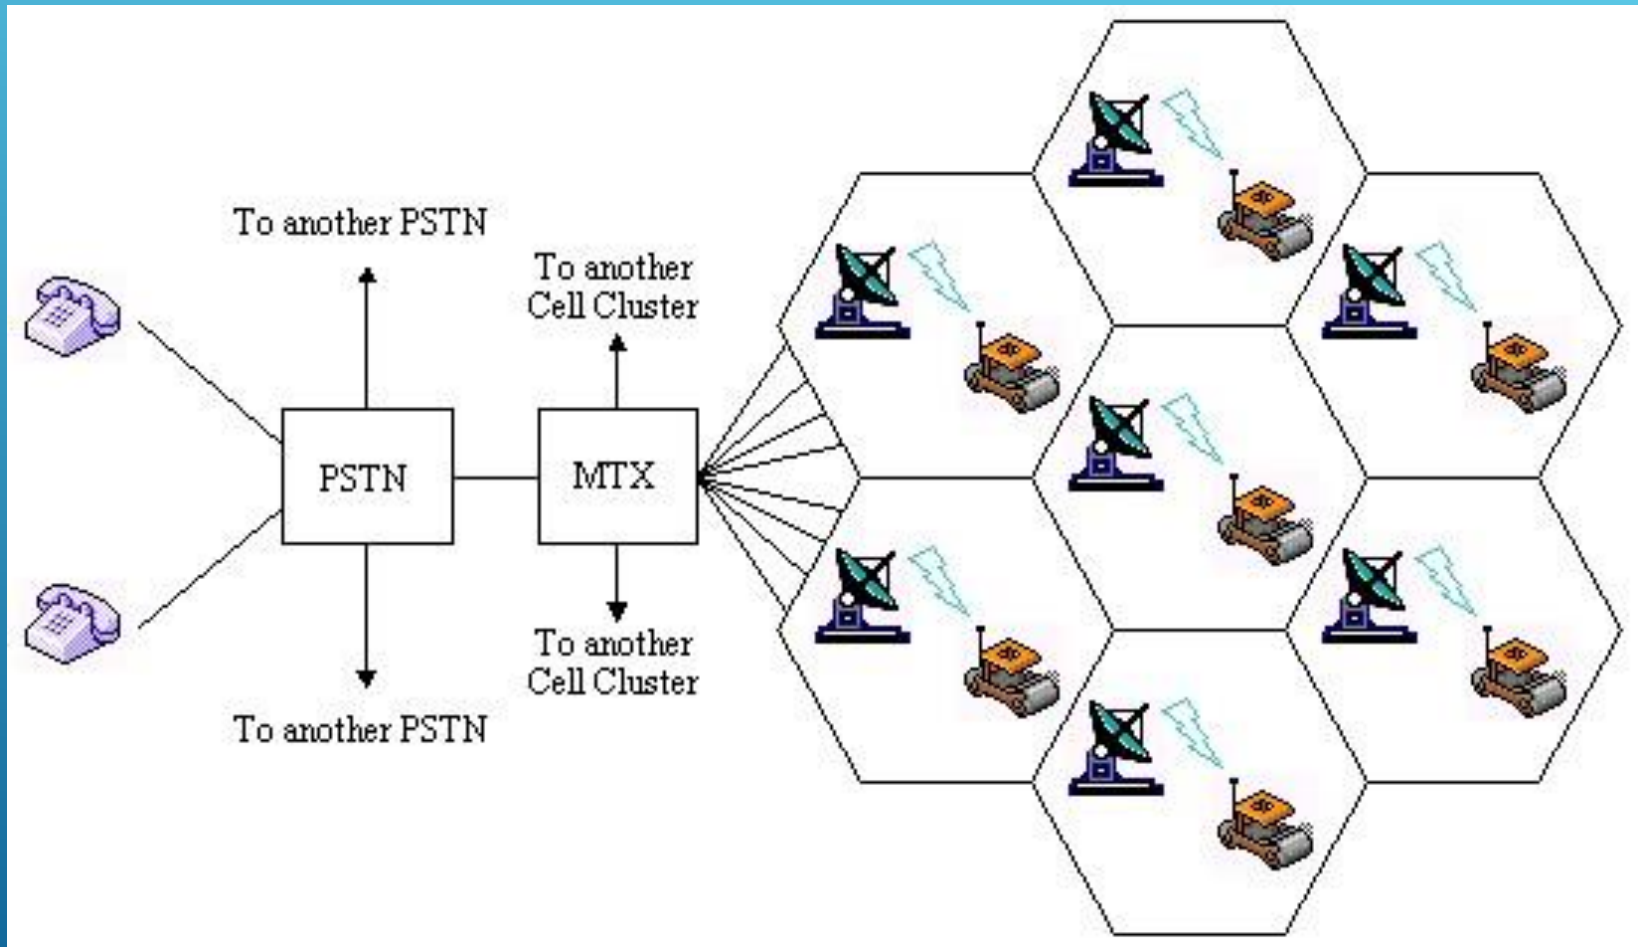 To another PSTN
To another
Cell Cluster
PSTN
MTX
To another
Cell Cluster
To another PSTN